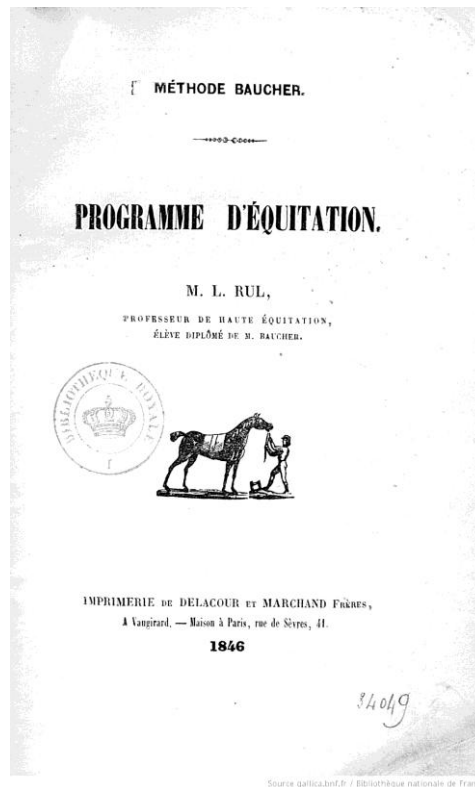 MÉTHODE BAUCHER.
PROGRAMME D'ÉQUITATION.
M. L. RUL,
PROFESSEUR DE HAUTE ÉQUITATION,
ÉLÈVE DIPLÔMÉ DE M. BAUCHER.
BIBLIOTHÈQUE ROYALE
I
IMPRIMERIE DE DELACOUR ET MARCHAND FRÈRES,
A Vaugirard, — Maison à Paris, rue de Sèvres, 41.
1846
34049
Source gallica.bnf.fr / Bibliothèque nationale de Fran